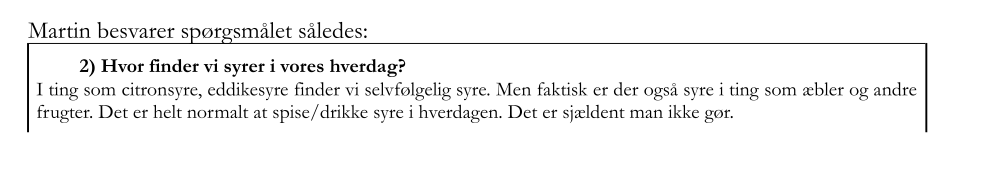 Martin besvarer spørgsmålet således:
2) Hvor finder vi syrer i vores hverdag?
I ting som citronsyre, eddikesyre finder vi selvfølgelig syre. Men faktisk er der også syre i ting som æbler og andre
frugter. Det er helt normalt at spise/drikke syre i hverdagen. Det er sjældent man ikke gør.